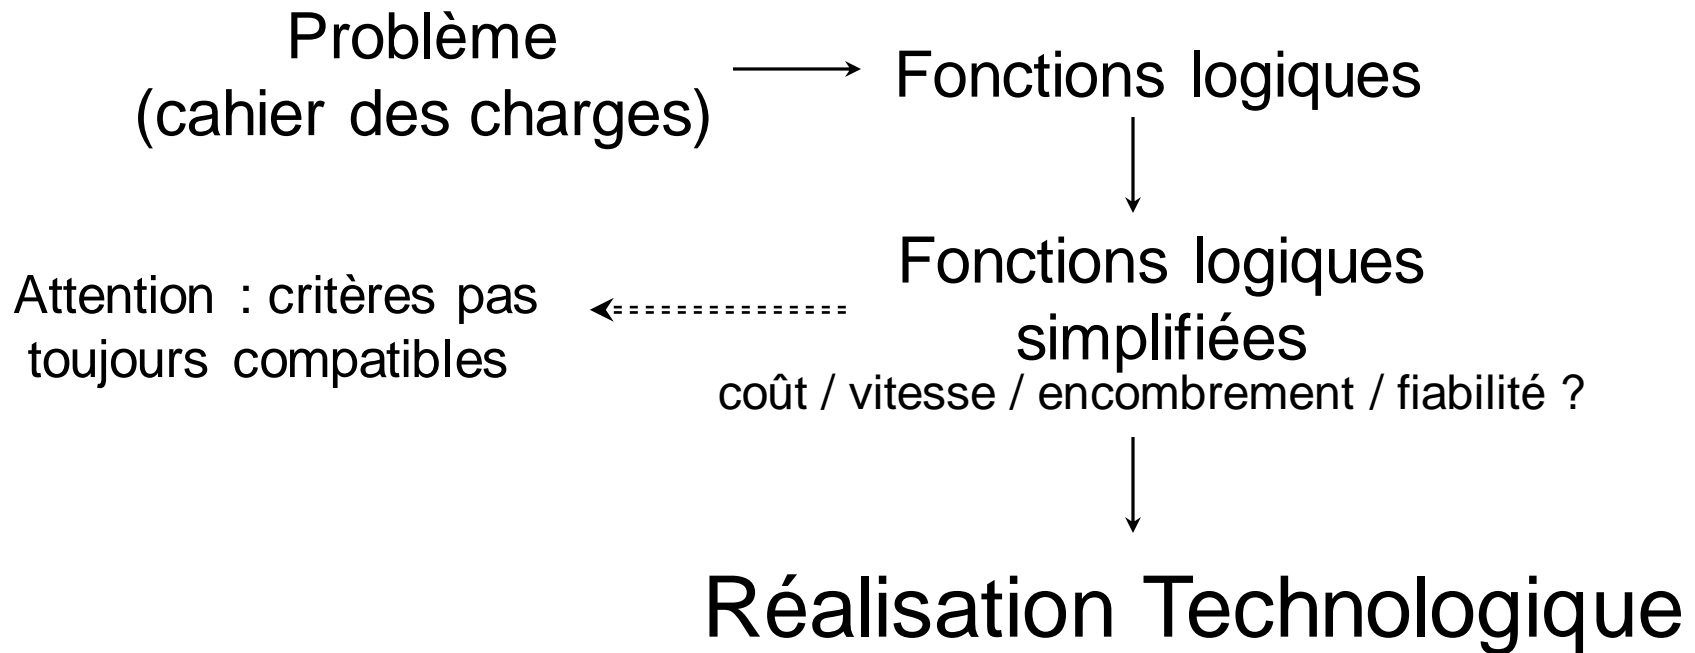 Problème
(cahier des charges)
Fonctions logiques
Fonctions logiques
simplifiées
coût / vitesse / encombrement / fiabilité ?
Attention : critères pas
toujours compatibles
Réalisation Technologique